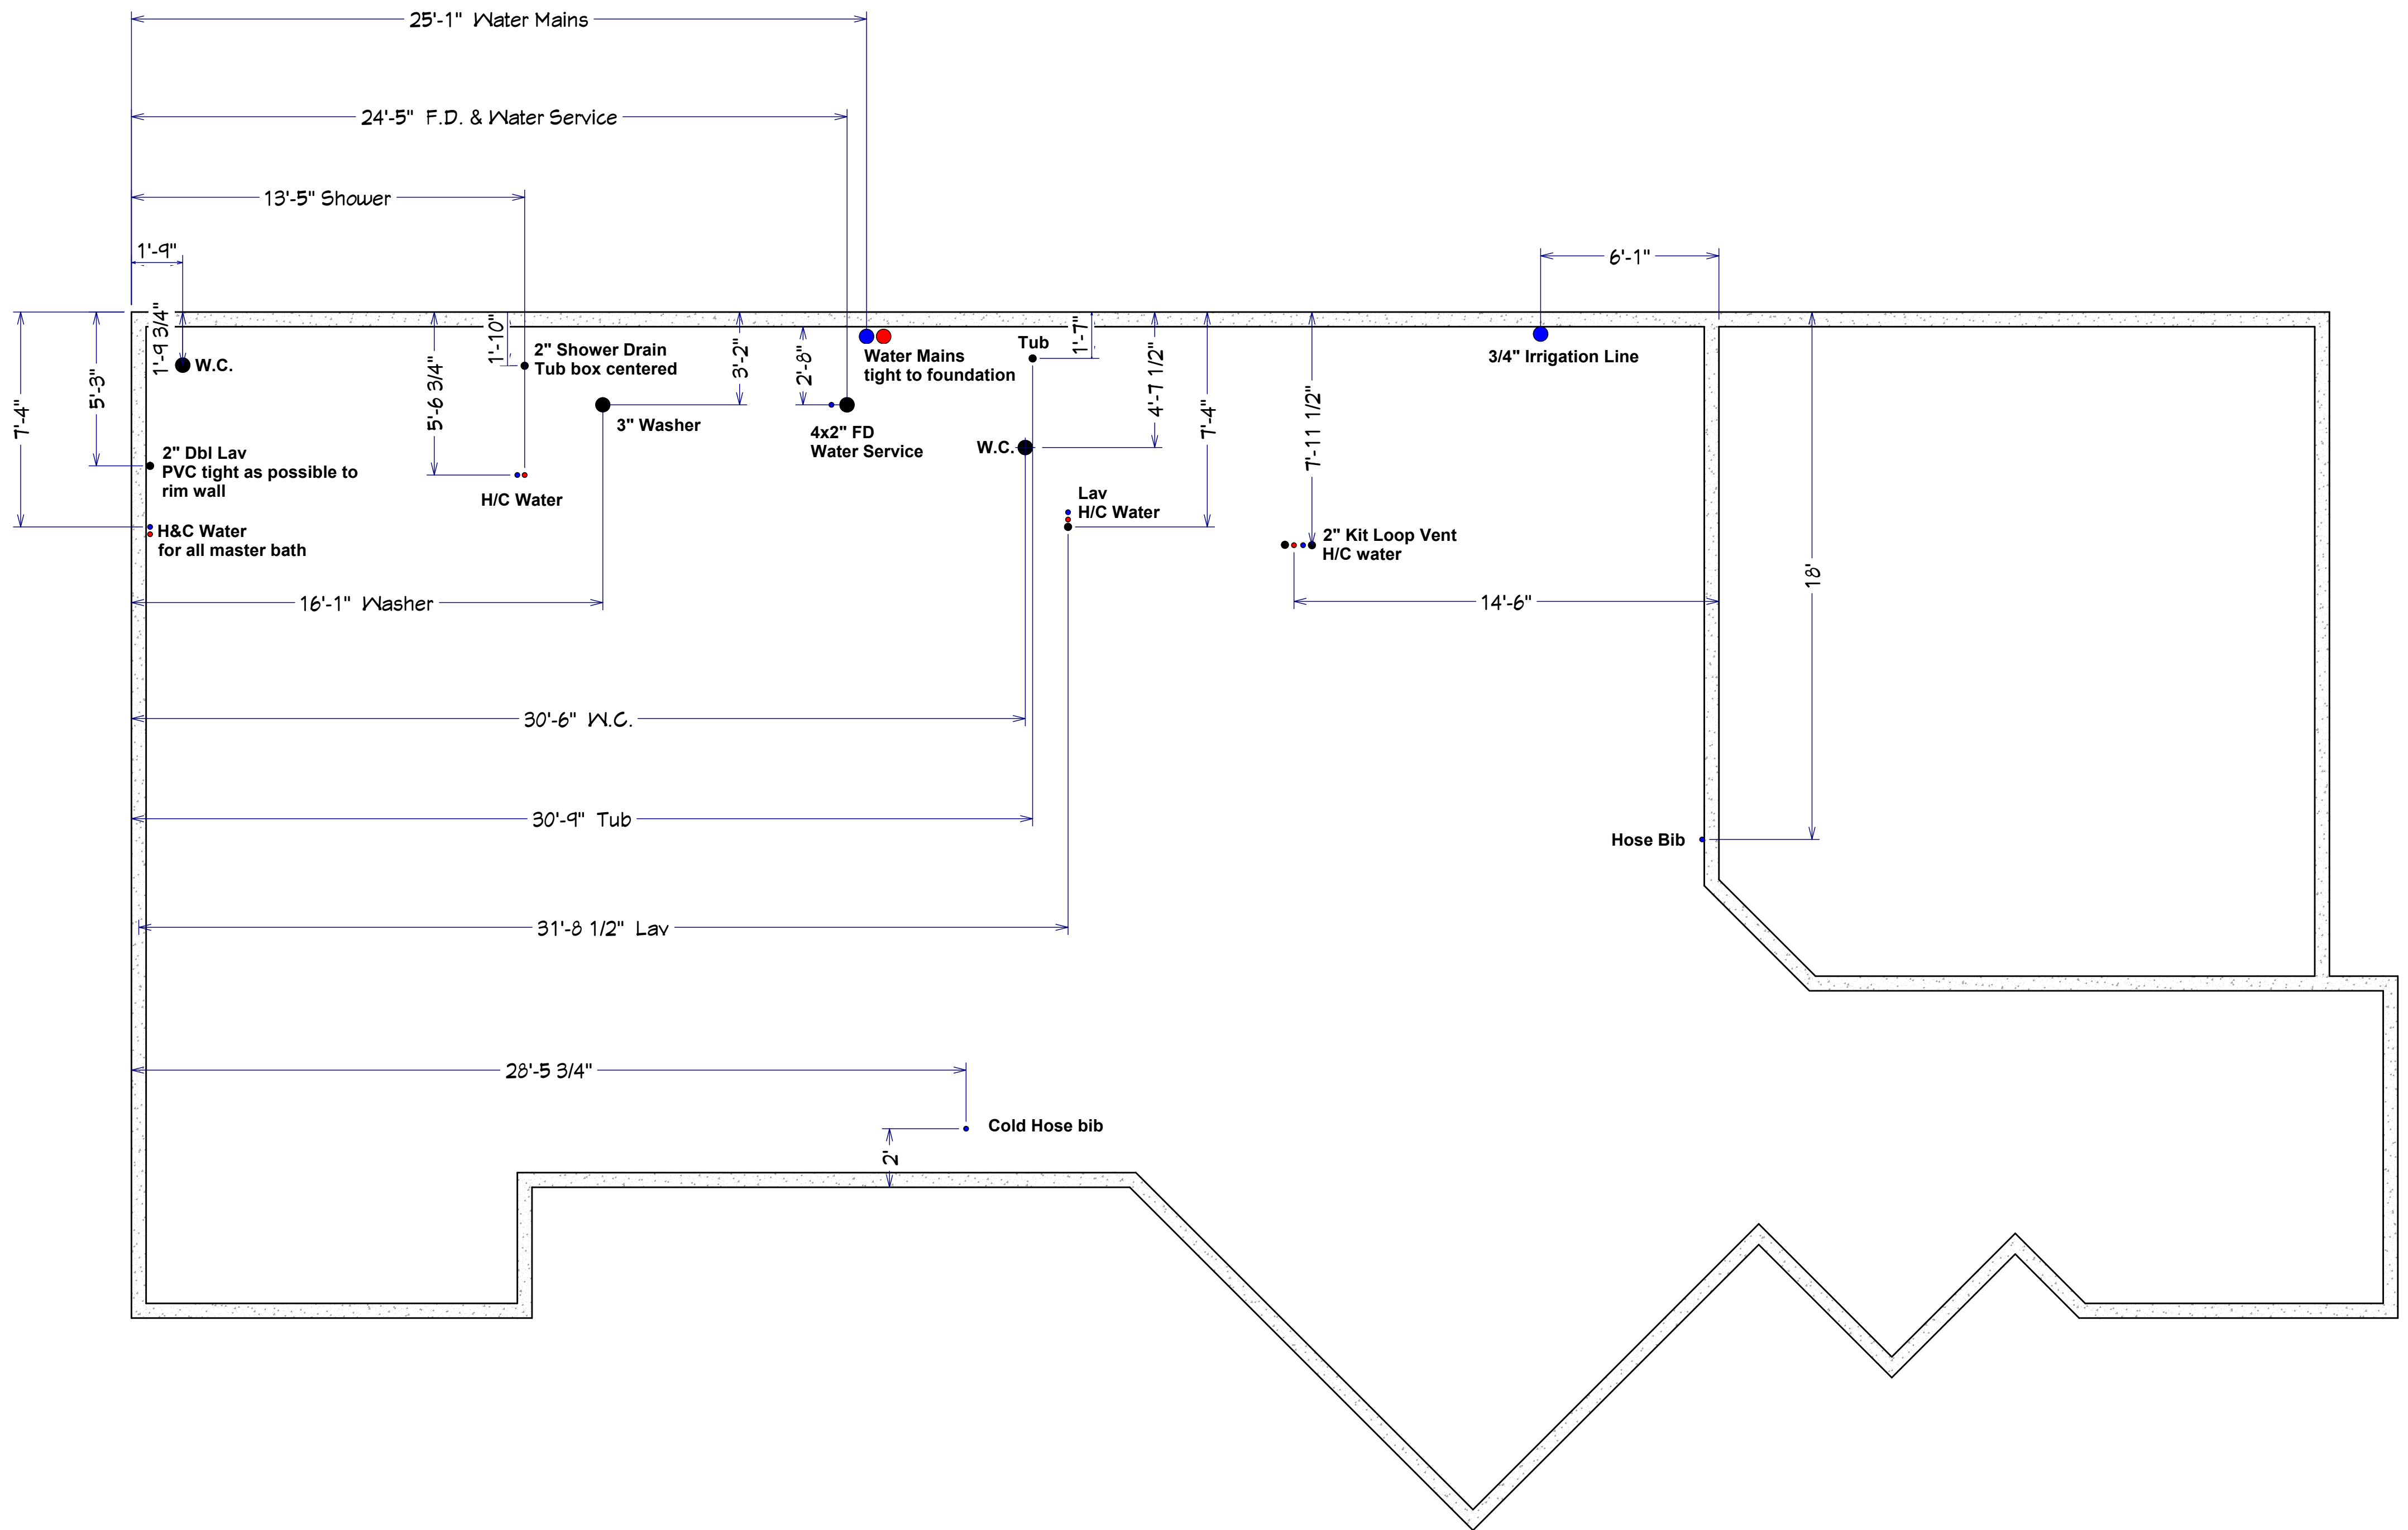 25'-1" Water Mains
24'-5" F.D. & Water Service
13'-5" Shower
1'-9"
6'-1"
1'-9 3/4"
W.C.
7'-4"
5'-3"
5'-6 3/4"
1'-10"
2" Shower Drain
Tub box centered
3'-2"
2'-8"
Water Mains
tight to foundation
Tub
1'-7"
3/4" Irrigation Line
3" Washer
4x2" FD
Water Service
W.C.
4'-7 1/2"
7'-4"
7'-11 1/2"
2" Dbl Lav
PVC tight as possible to
rim wall
H/C Water
Lav
H/C Water
H&C Water
for all master bath
2" Kit Loop Vent
H/C water
18'
16'-1" Washer
14'-6"
30'-6" W.C.
30'-9" Tub
Hose Bib
31'-8 1/2" Lav
28'-5 3/4"
Cold Hose bib
2'